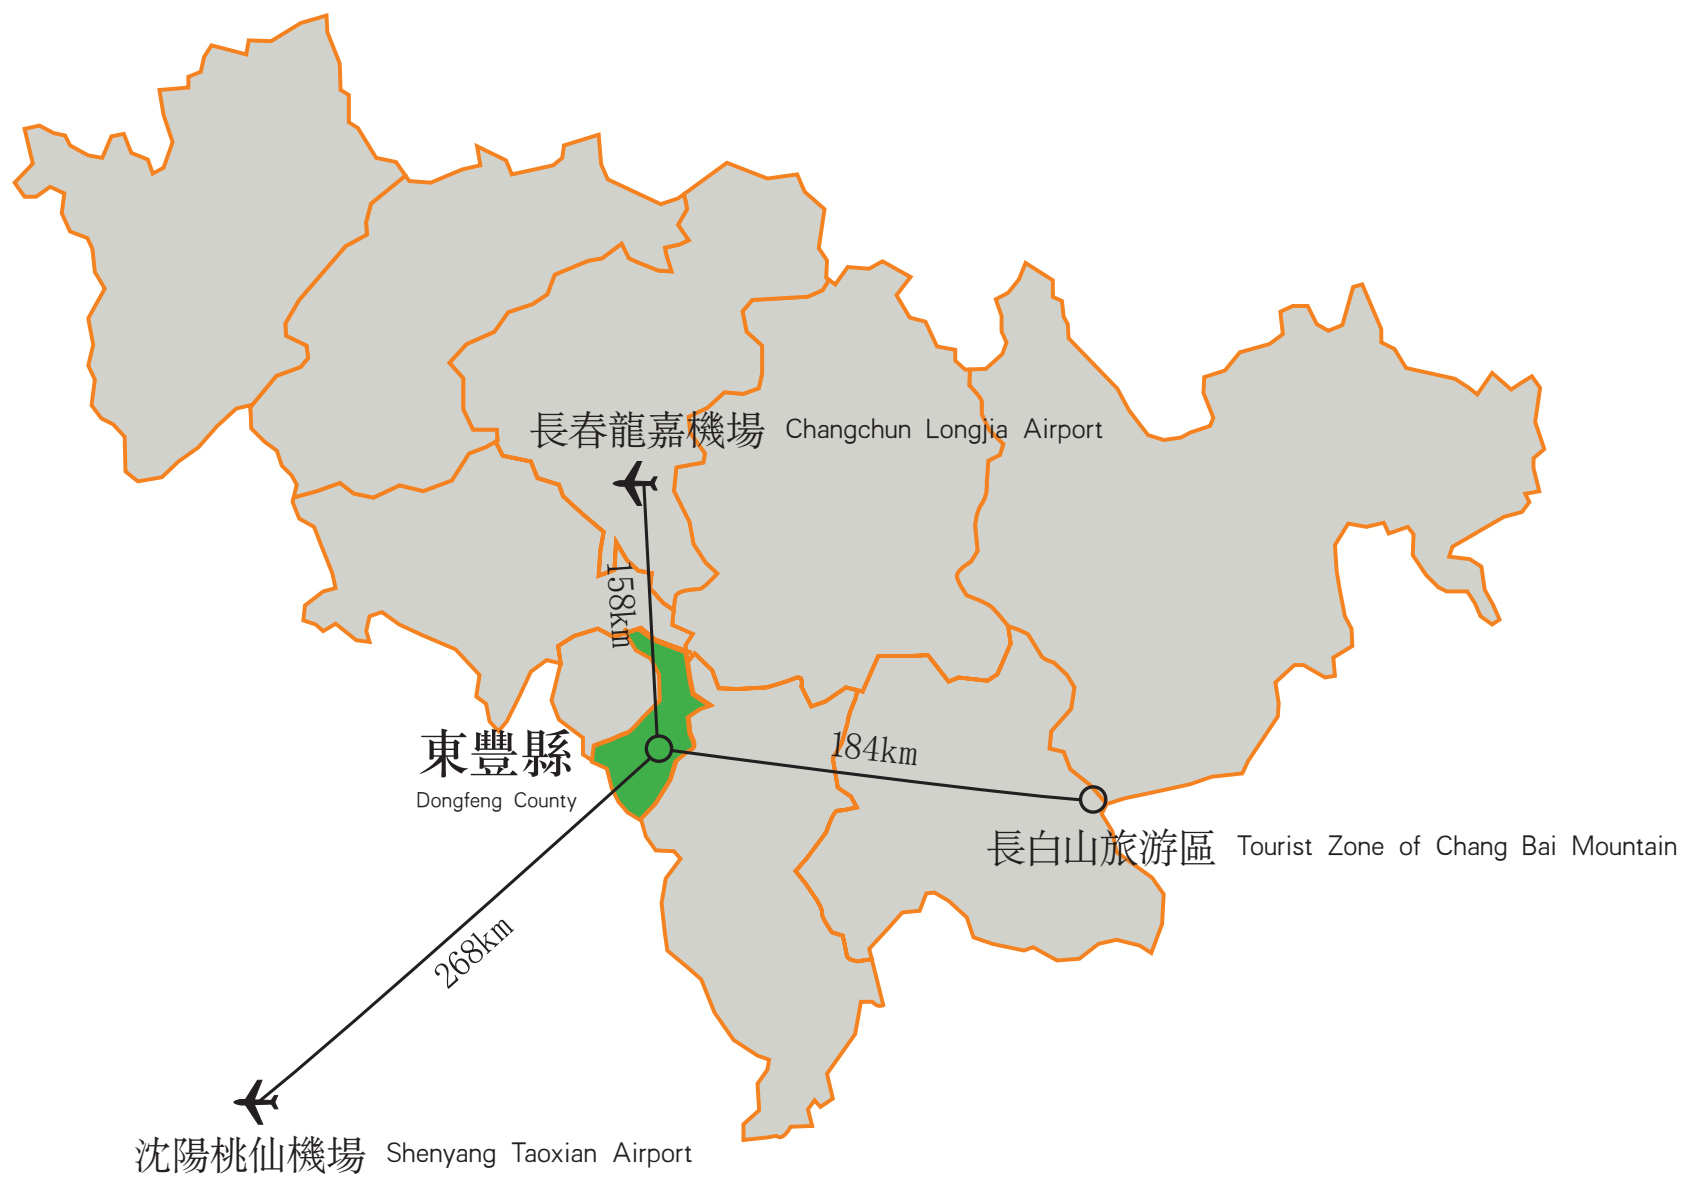 長春龍嘉機場 Changchun Longjia Airport
158km
東豐縣
Dongfeng County
184km
長白山旅游區 Tourist Zone of Chang Bai Mountain
268km
沈陽桃仙機場 Shenyang Taoxian Airport